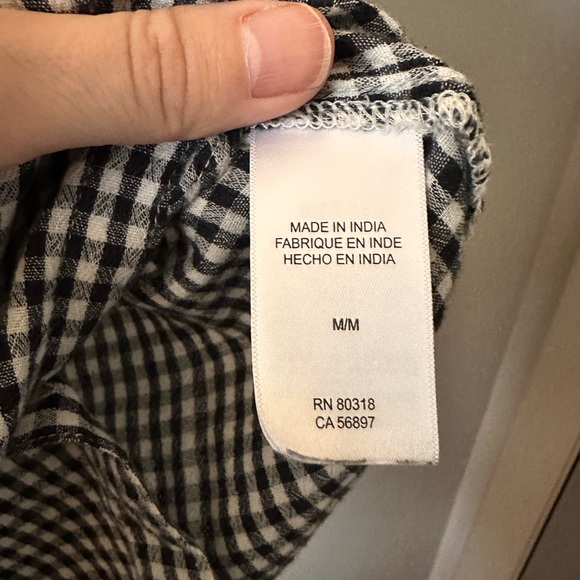 MADE IN INDIA
FABRIQUE EN INDE
HECHO EN INDIA
M/M
RN 80318
CA 56897